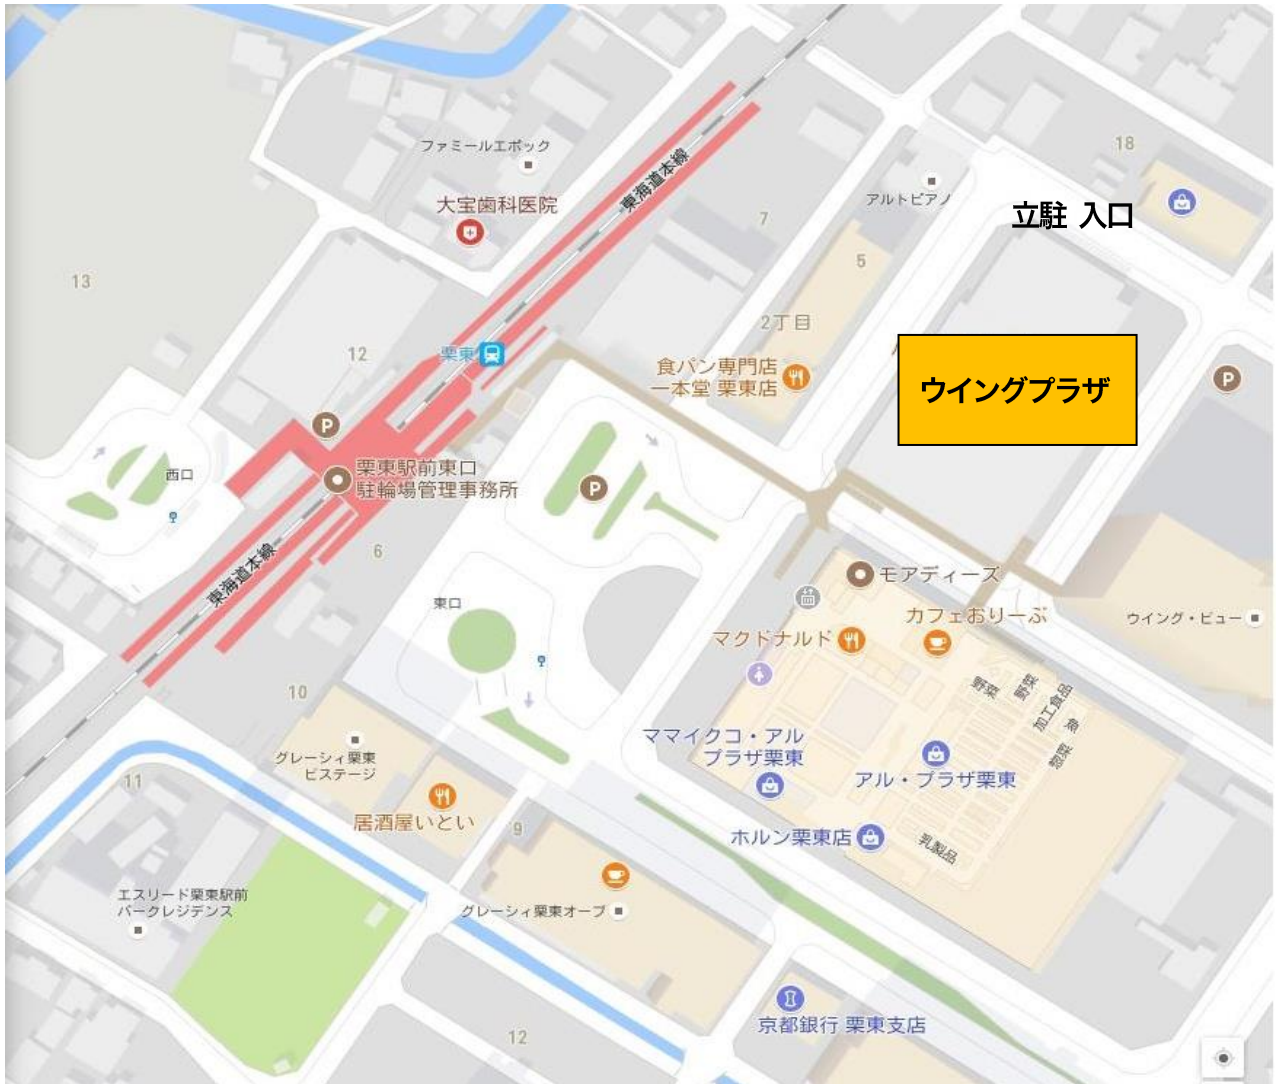 18
ファミールエポック
東海道本線
アルトピアノ
大宝歯科医院
立駐 入口
7
5
13
2丁目
12
栗東
食パン専門店
一本堂 栗東店
P
ウイングプラザ
P
西口
栗東駅前東口
駐輪場管理事務所
P
6
東海道本線
モアディーズ
東口
カフェおりーぶ
ウイング・ビュー
マクドナルド
野菜
野菜
加工食品
魚
惣菜
10
ママイクコ・アル
プラザ栗東
グレーシィ栗東
ビステージ
アル・プラザ栗東
11
居酒屋いとい
9
ホルン栗東店
乳製品
エスリード栗東駅前
パークレジデンス
グレーシィ栗東オーブ
京都銀行 栗東支店
12